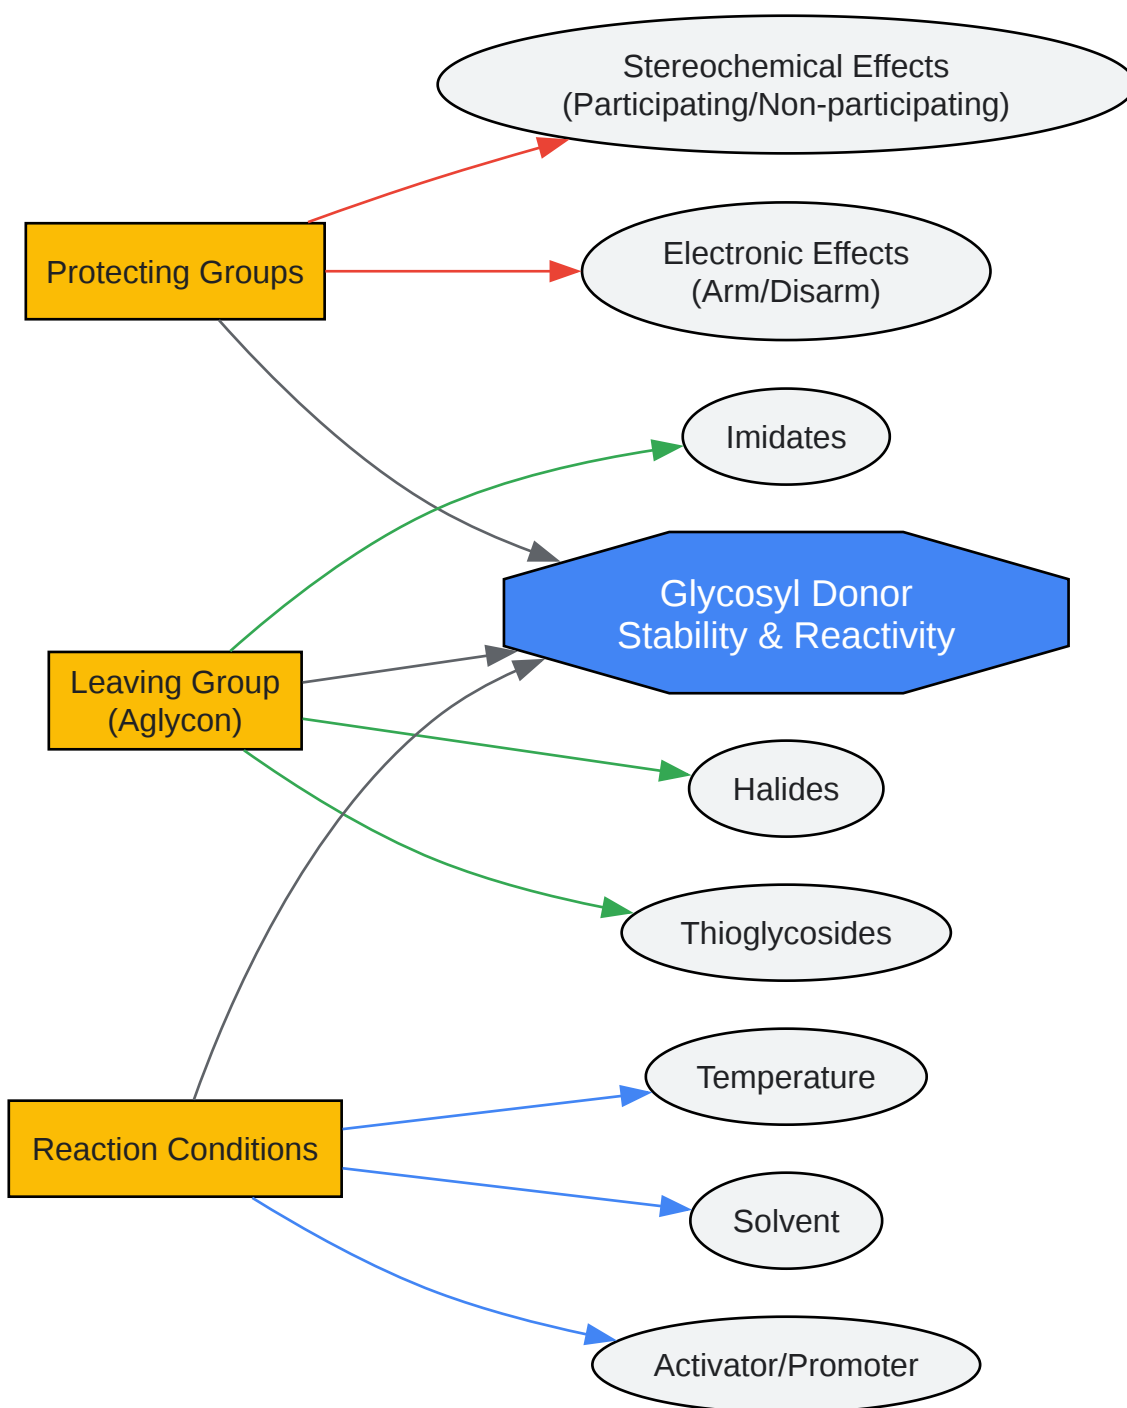 Stereochemical Effects
(Participating/Non-participating)
Protecting Groups
Electronic Effects
(Arm/Disarm)
Imidates
Glycosyl Donor
Stability & Reactivity
Leaving Group
(Aglycon)
Halides
Thioglycosides
Temperature
Reaction Conditions
Solvent
Activator/Promoter